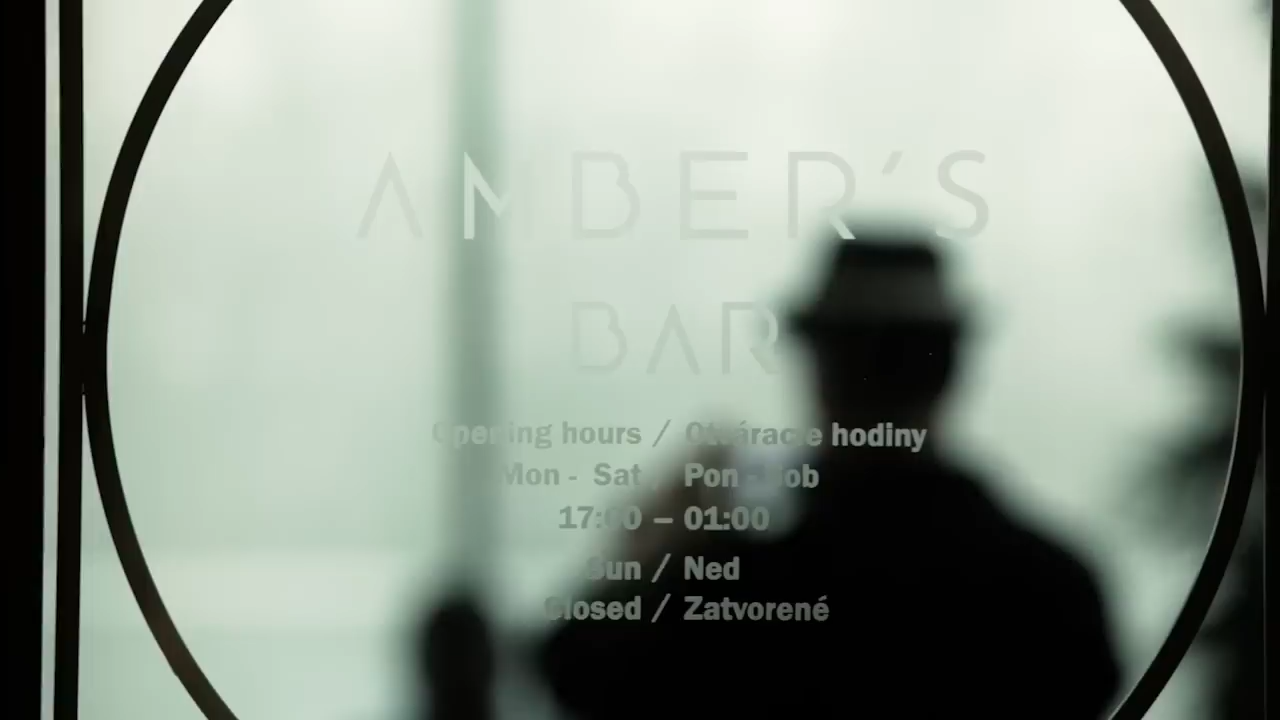 AMBER'S
BAR
Opening hours / Otváracie hodiny
Mon - Sat / Pon - Sob
17:00 – 01:00
Sun / Ned
Closed / Zatvorené